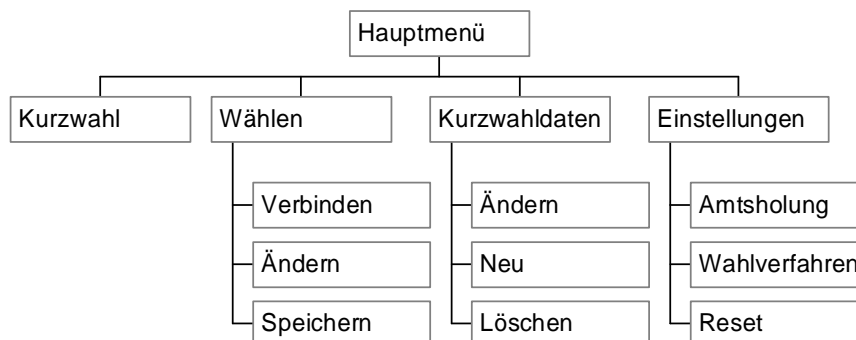 Hauptmenü
Kurzwahl
Wählen
Kurzwahldaten
Einstellungen
Verbinden
Ändern
Amtsholung
Ändern
Neu
Wahlverfahren
Speichern
Löschen
Reset